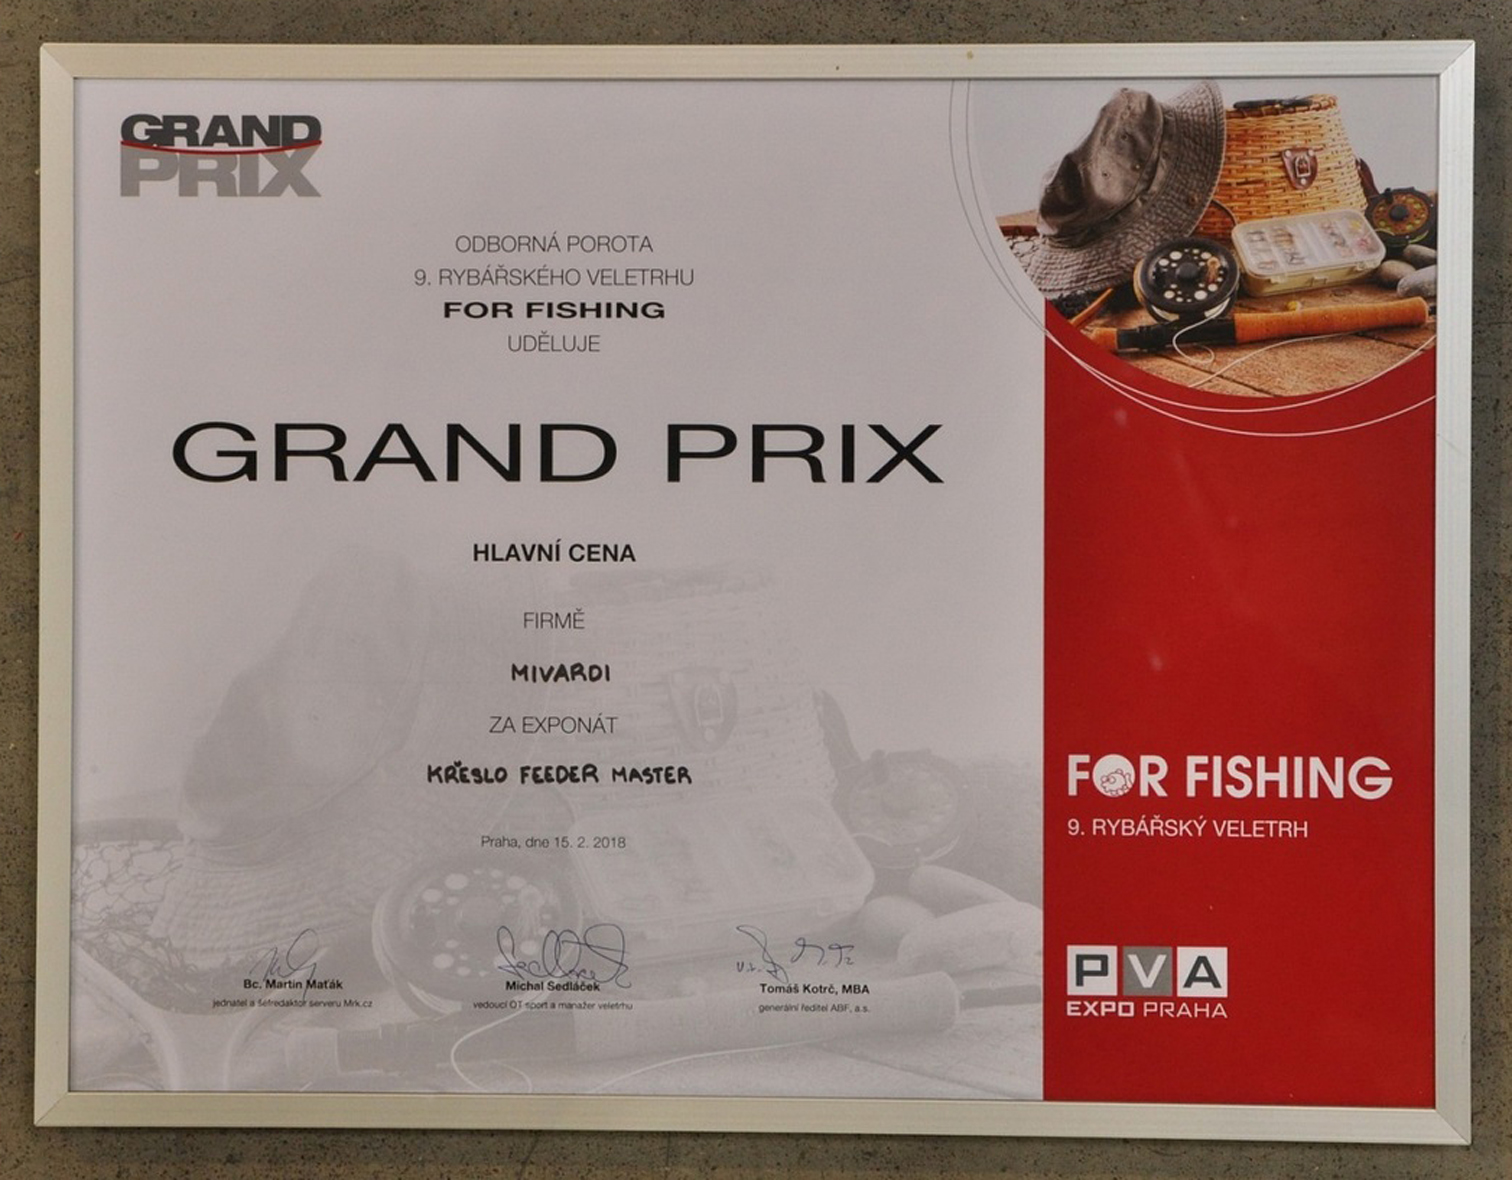 GRAND
PRIX
ODBORNÁ POROTA
9. RYBÁŘSKÉHO VELETRHU
FOR FISHING
UDĚLUJE
GRAND PRIX
HLAVNÍ CENA
FIRMĚ
MIVARDI
ZA EXPONÁT
KŘESLO FEEDER MASTER
Praha, dne 15. 2. 2018
Bc. Martin Maťák
jednatel a šéfredaktor serveru Mrk.cz
Michal Sedláček
vedoucí OT sport a manažer veletrhu
Tomáš Kotrč, MBA
generální ředitel ABF, a.s.
FOR FISHING
9. RYBÁŘSKÝ VELETRH
PVA
EXPO PRAHA